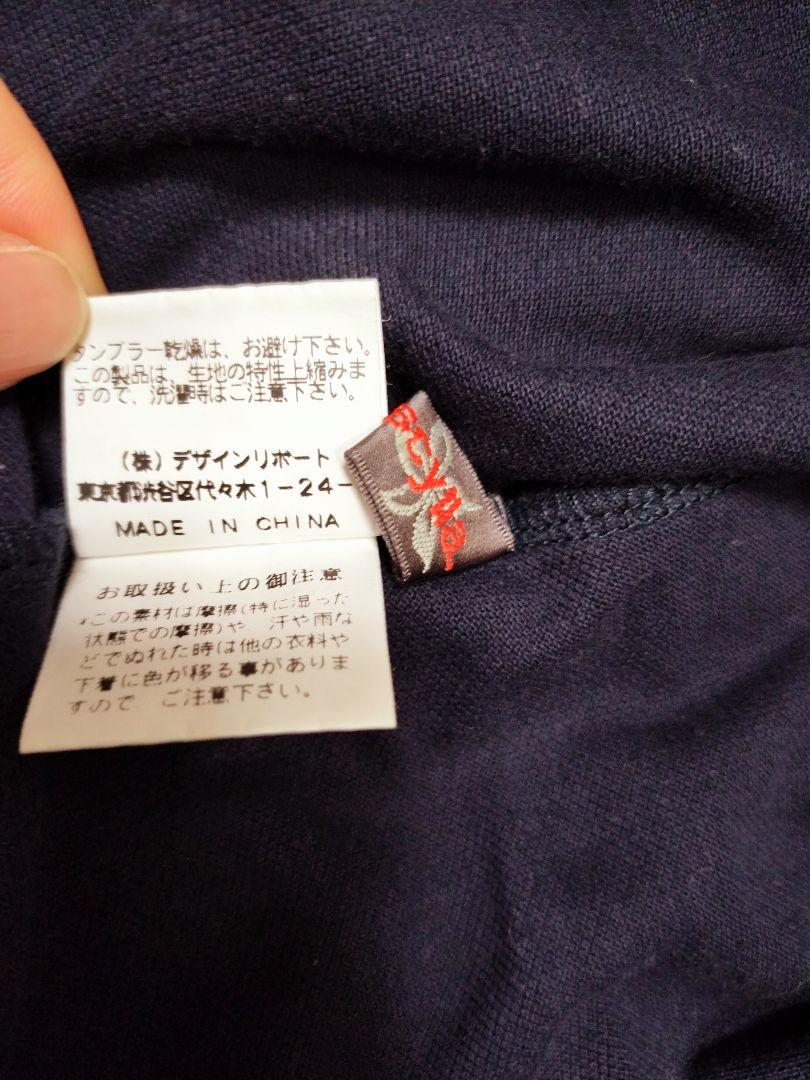 タンブラー乾燥は、お避け下さい。
この製品は、生地の特性上縮みま
すので、洗濯時はご注意下さい。
(株)デザインリポート
東京都渋谷区代々木1-24-
MADE IN CHINA
お取扱い上の御注意
*この素材は摩擦(特に湿った
状態での摩擦)や、汗や雨な
どでぬれた時は他の衣料や
下着に色が移る事がありま
すので、ご注意下さい。